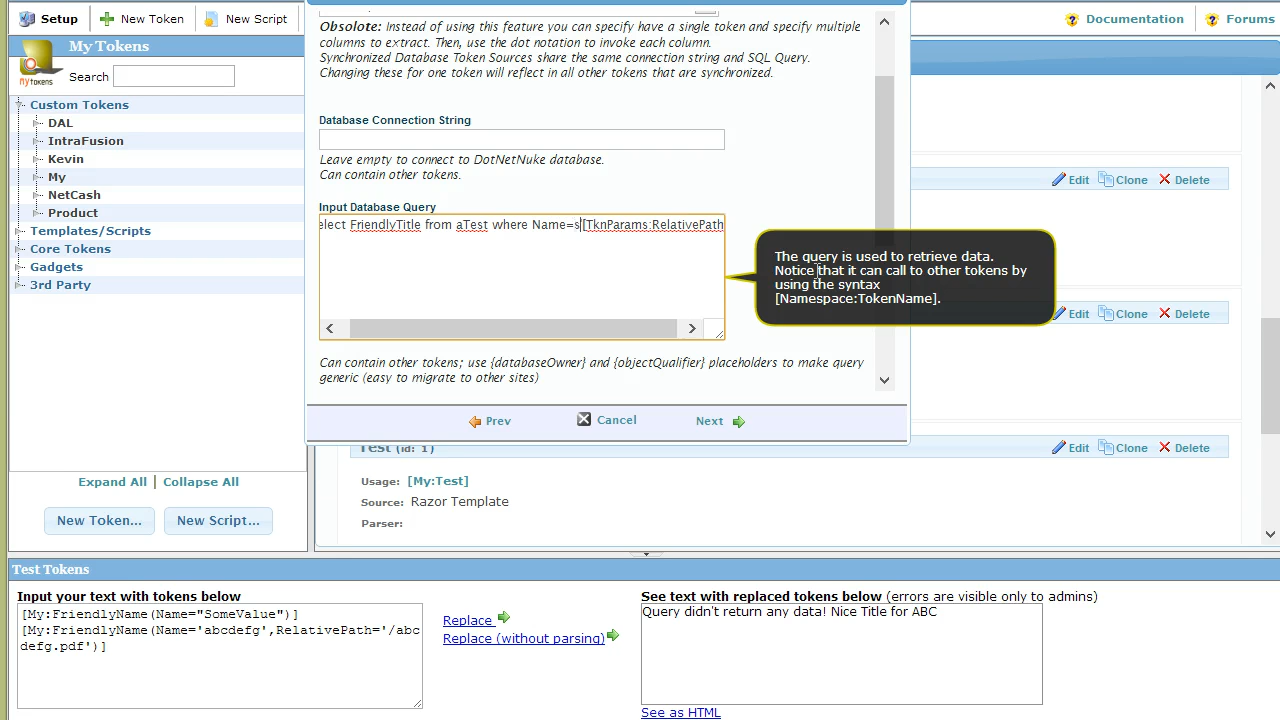 Setup
New Token
New Script
Documentation
Forums
My Tokens
my tokens
Search
Custom Tokens
DAL
IntraFusion
Kevin
My
NetCash
Product
Templates/Scripts
Core Tokens
Gadgets
3rd Party
Expand All | Collapse All
New Token...
New Script...
Obsolete: Instead of using this feature you can specify have a single token and specify multiple
columns to extract. Then, use the dot notation to invoke each column.
Synchronized Database Token Sources share the same connection string and SQL Query.
Changing these for one token will reflect in all other tokens that are synchronized.
Database Connection String
Leave empty to connect to DotNetNuke database.
Can contain other tokens.
Input Database Query
elect FriendlyTitle from aTest where Name=s[TknParams:RelativePath
Can contain other tokens; use {databaseOwner} and {objectQualifier} placeholders to make query
generic (easy to migrate to other sites)
Prev
Cancel
Next
The query is used to retrieve data.
Notice that it can call to other tokens by
using the syntax
[Namespace:TokenName].
Edit Clone Delete
Edit Clone Delete
Test (id: 1)
Edit Clone Delete
Usage: [My:Test]
Source: Razor Template
Parser:
Test Tokens
Input your text with tokens below
[My:FriendlyName(Name="SomeValue")]
[My:FriendlyName(Name='abcdefg',RelativePath='/abc
defg.pdf')]
Replace
Replace (without parsing)
See text with replaced tokens below (errors are visible only to admins)
Query didn't return any data! Nice Title for ABC
See as HTML